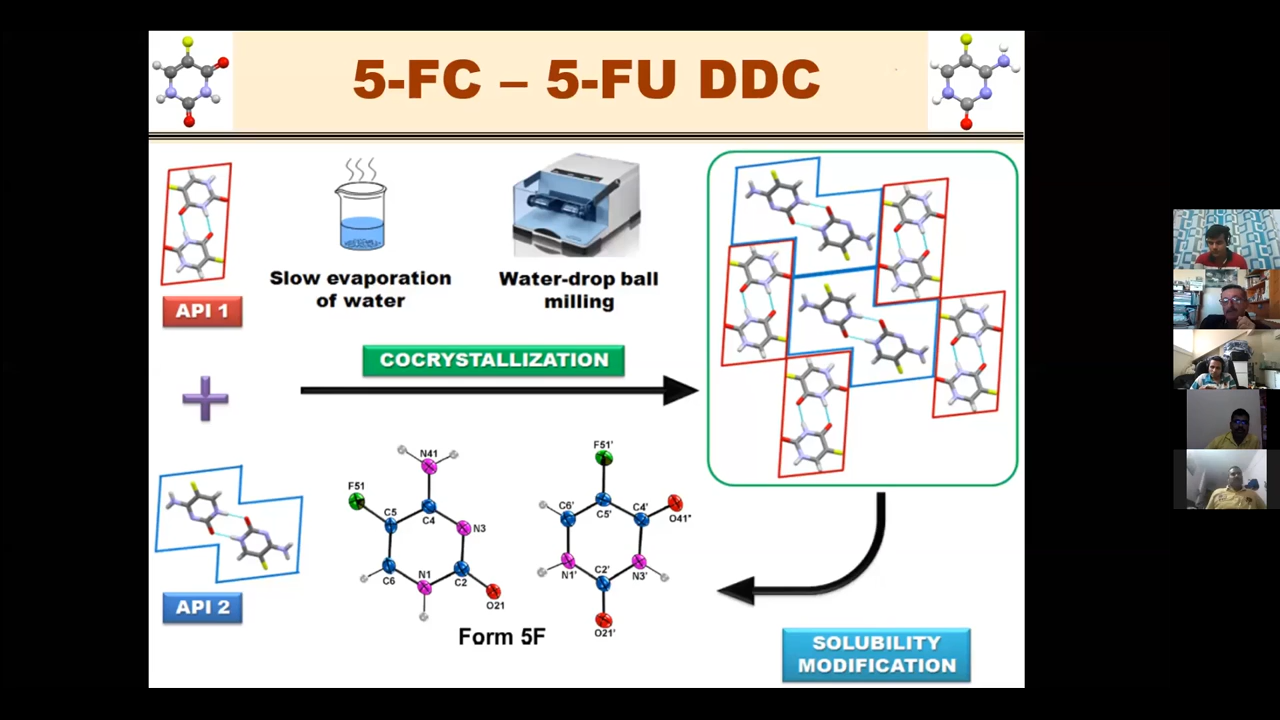 5-FC – 5-FU DDC
Slow evaporation
of water
Water-drop ball
milling
API 1
COCRYSTALLIZATION
API 2
N41
F51
C5
C4
N3
C6
N1
C2
O21
F51'
C6'
C5'
C4'
O41"
N1'
C2'
N3'
O21'
Form 5F
SOLUBILITY
MODIFICATION